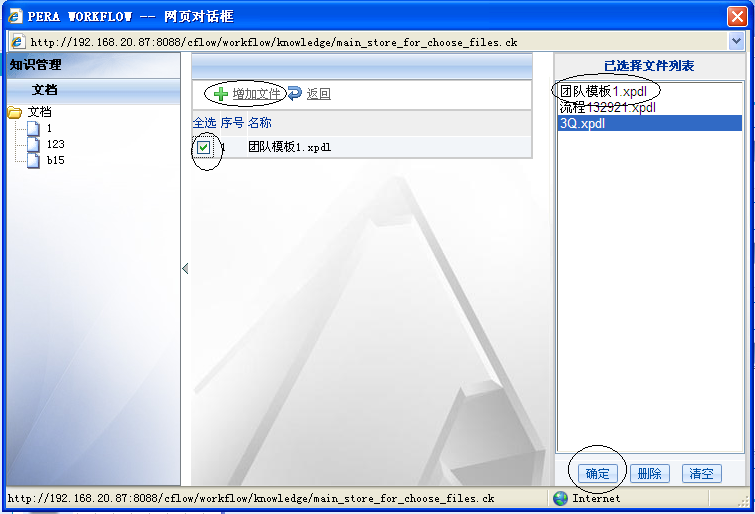 PERA WORKFLOW -- 网页对话框
http://192.168.20.87:8088/cflow/workflow/knowledge/main_store_for_choose_files.ck
知识管理
文档
文档
1
123
b15
增加文件 返回
全选 序号 名称
1 团队模板1.xpdl
已选择文件列表
团队模板1.xpdl
流程132921.xpdl
3Q.xpdl
确定 删除 清空
http://192.168.20.87:8088/cflow/workflow/knowledge/main_store_for_choose_files.ck Internet